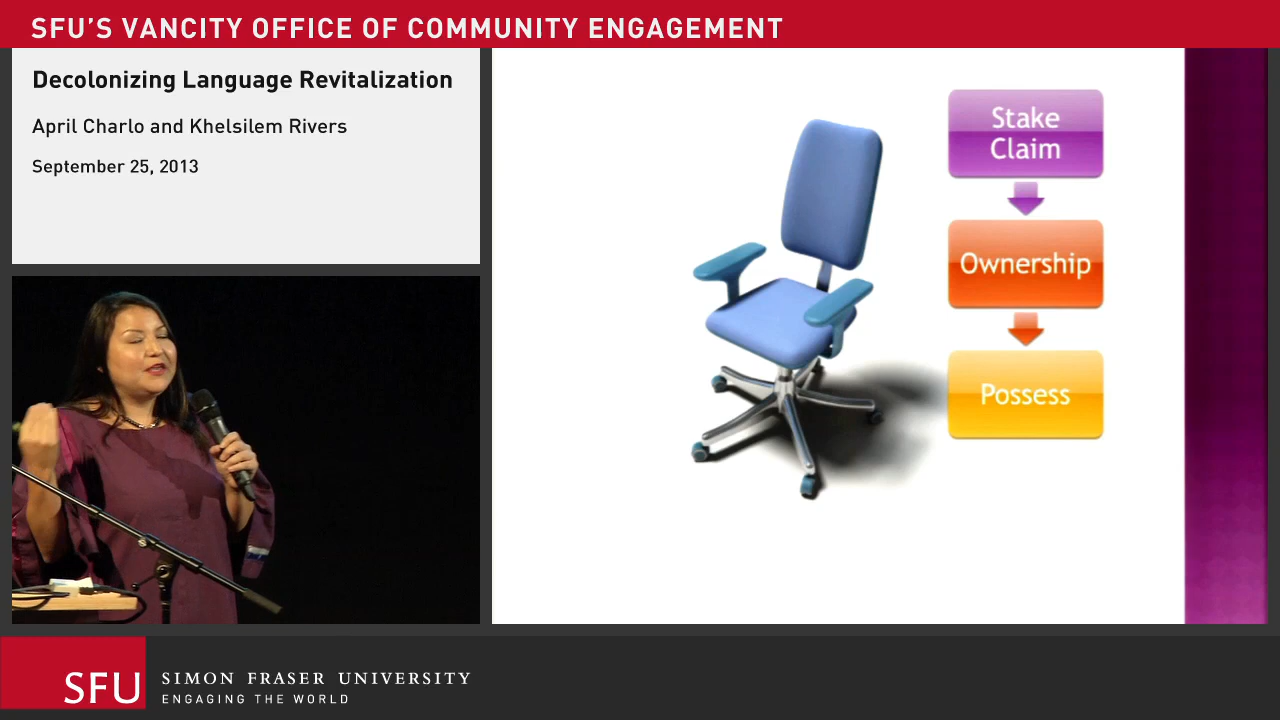 SFU'S VANCITY OFFICE OF COMMUNITY ENGAGEMENT
Decolonizing Language Revitalization
April Charlo and Khelsilem Rivers
September 25, 2013
Stake
Claim
Ownership
Possess
SFU
SIMON FRASER UNIVERSITY
ENGAGING THE WORLD